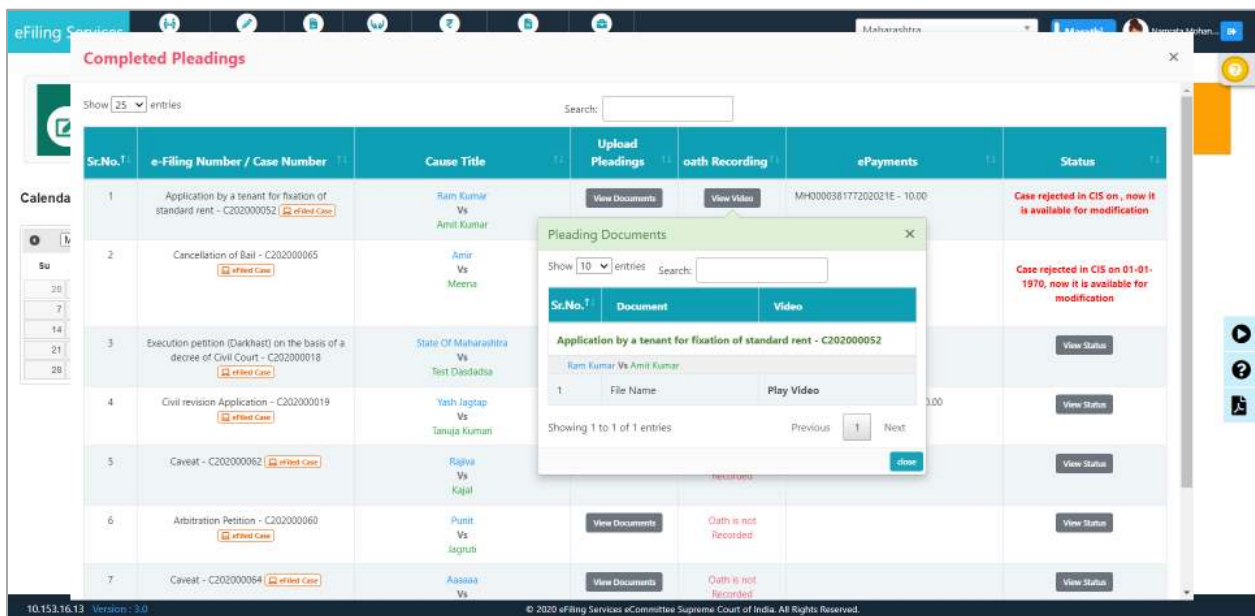 eFiling Services
Maharashtra
Marathi
Namrata Mohan...
Completed Pleadings
×
Show 25 entries
Search:
Sr.No. e-Filing Number / Case Number Cause Title Upload Pleadings oath Recording ePayments Status
Calenda
Su
28
7
14
21
28
1 Application by a tenant for fixation of
standard rent - C202000052 eFiled Case
Ram Kumar
Vs
Amit Kumar
View Documents View Video MH000038177202021E - 10.00
Case rejected in CIS on , now it
is available for modification
2 Cancellation of Bail - C202000065
eFiled Case
Amir
Vs
Meena
Case rejected in CIS on 01-01-
1970, now it is available for
modification
3 Execution petition (Darkhast) on the basis of a
decree of Civil Court - C202000018
eFiled Case
State Of Maharashtra
Vs
Test Dasdadsa
View Status
4 Civil revision Application - C202000019
eFiled Case
Yash Jagtap
Vs
Tanuja Kumari
0.00
View Status
5 Caveat - C202000062 eFiled Case
Rajiva
Vs
Kajal
Recorded
View Status
6 Arbitration Petition - C202000060
eFiled Case
Punit
Vs
Jagruti
View Documents
Oath is not
Recorded
View Status
7 Caveat - C202000064 eFiled Case
Aaaaaa
Vs
View Documents
Oath is not
Recorded
View Status
Pleading Documents ×
Show 10 entries Search:
Sr.No. Document Video
Application by a tenant for fixation of standard rent - C202000052
Ram Kumar Vs Amit Kumar
1 File Name Play Video
Showing 1 to 1 of 1 entries Previous 1 Next
close
10.153.16.13 Version : 3.0 © 2020 eFiling Services eCommittee Supreme Court of India. All Rights Reserved.